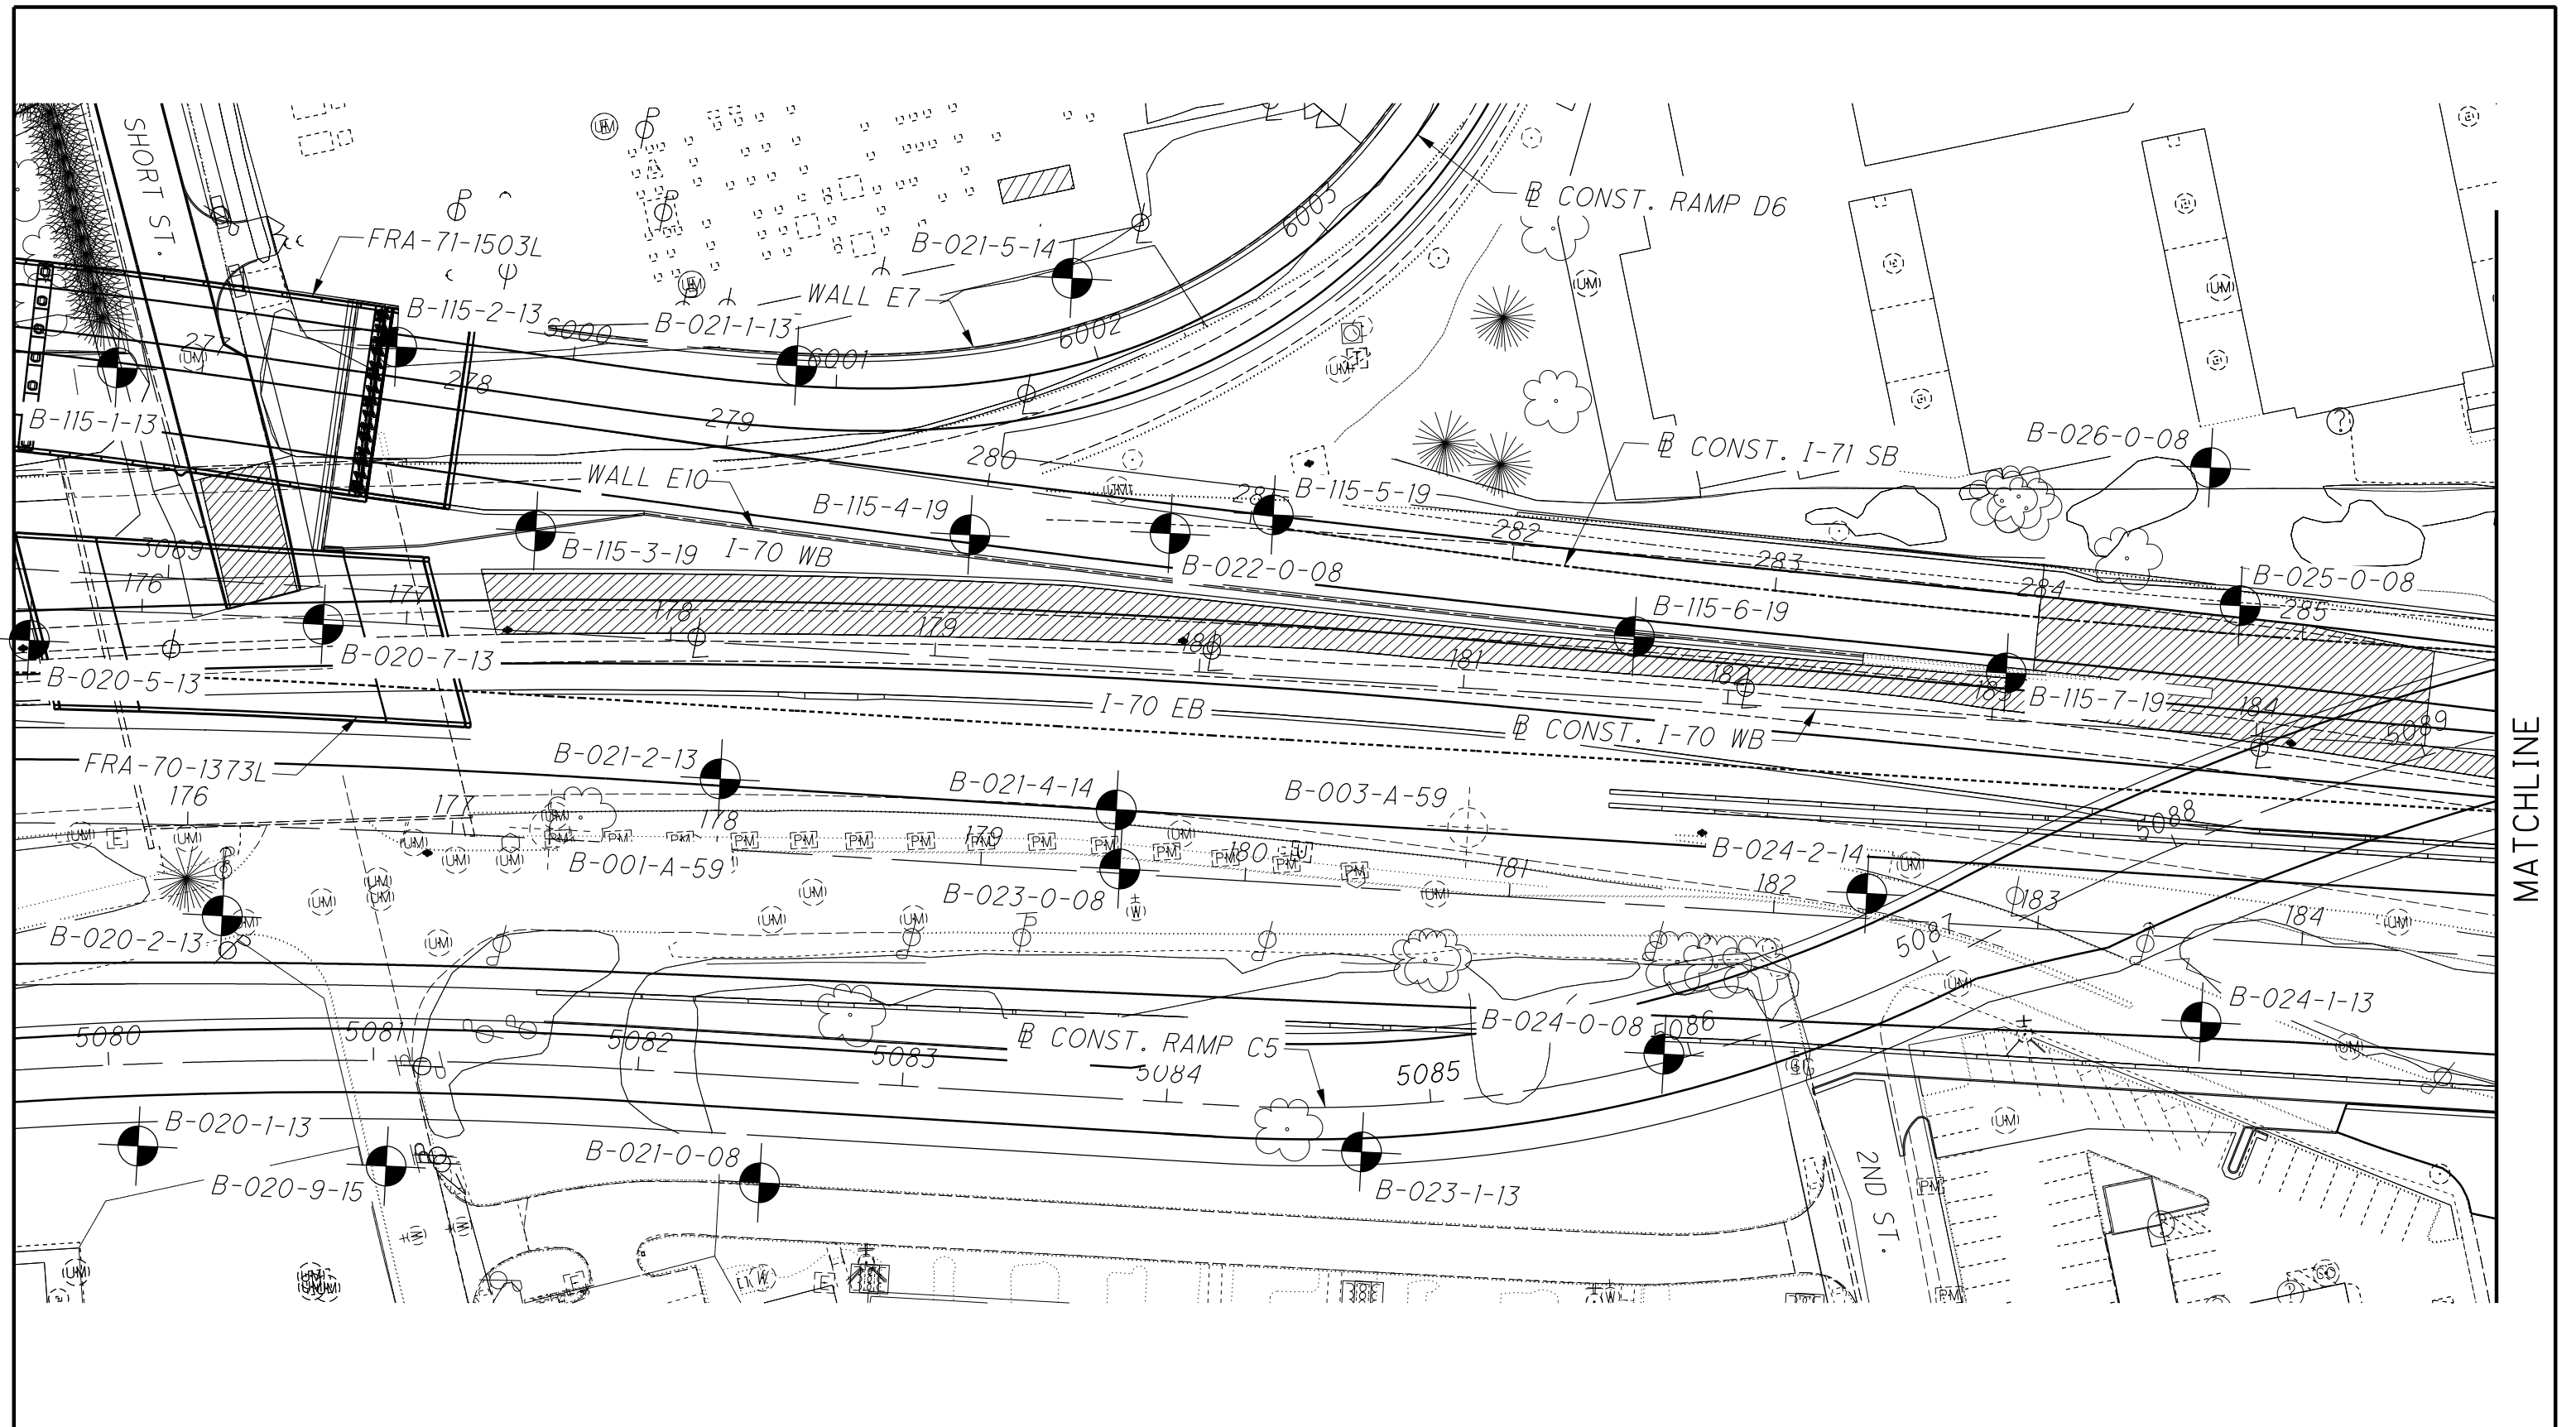 SHORT ST.
℄ CONST. RAMP D6
6003
FRA-71-1503L
B-021-5-14
WALL E7
B-115-2-13
6000
B-021-1-13
6002
277
6001
278
B-115-1-13
279
B-026-0-08
℄ CONST. I-71 SB
280
WALL E10
B-115-4-19
B-115-5-19
282
3069
B-115-3-19
I-70 WB
B-022-0-08
283
284
B-025-0-08
176
177
178
B-115-6-19
285
179
180
181
B-020-7-13
182
B-020-5-13
183
B-115-7-19
I-70 EB
184
5089
℄ CONST. I-70 WB
MATCHLINE
B-021-2-13
FRA-70-1373L
B-021-4-14
B-003-A-59
176
177
178
179
5088
B-001-A-59
180
181
B-024-2-14
182
183
184
B-023-0-08
B-020-2-13
5087
B-024-1-13
5080
5081
5082
5083
℄ CONST. RAMP C5
B-024-0-08
5086
5084
5085
B-020-1-13
B-021-0-08
B-020-9-15
B-023-1-13
2ND ST.